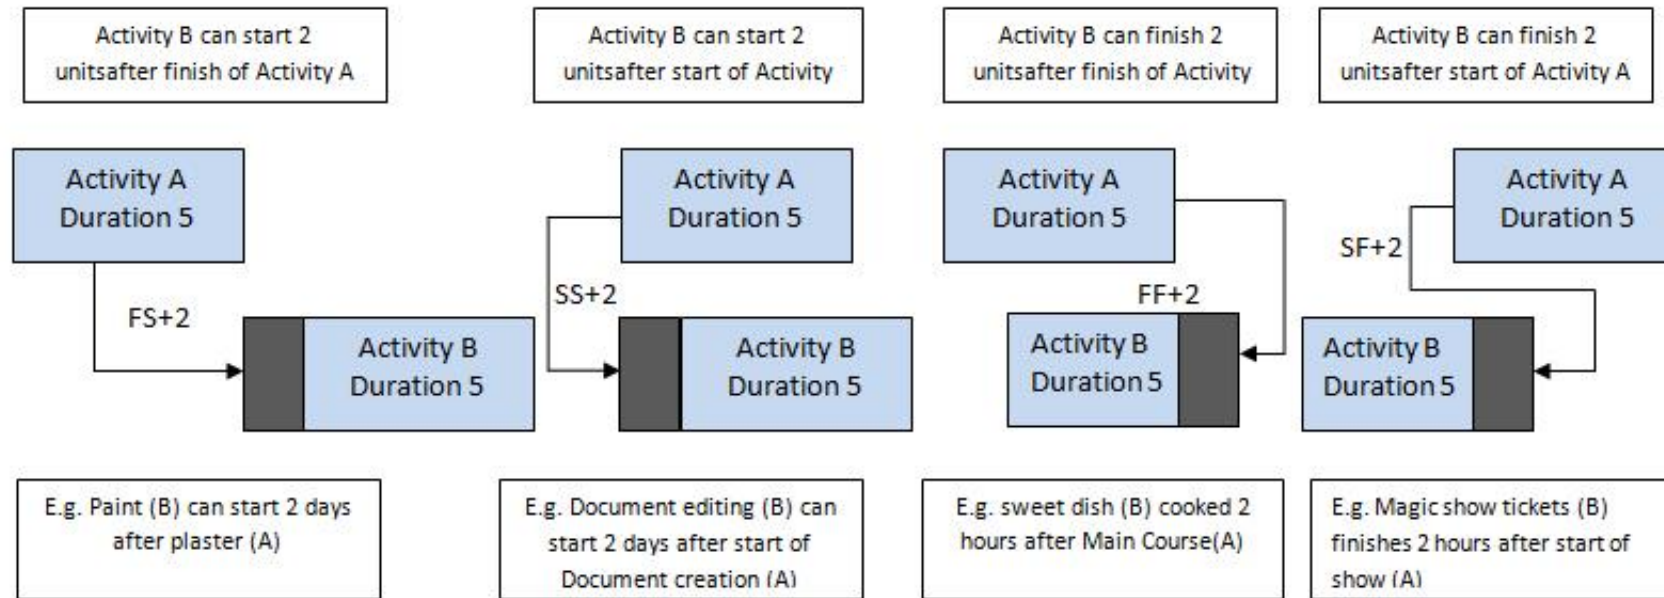 Activity B can start 2
unitsafter finish of Activity A
Activity B can start 2
unitsafter start of Activity
Activity B can finish 2
unitsafter finish of Activity
Activity B can finish 2
unitsafter start of Activity A
Activity A
Duration 5
Activity A
Duration 5
Activity A
Duration 5
Activity A
Duration 5
FS+2
SS+2
FF+2
SF+2
Activity B
Duration 5
Activity B
Duration 5
Activity B
Duration 5
Activity B
Duration 5
E.g. Paint (B) can start 2 days
after plaster (A)
E.g. Document editing (B) can
start 2 days after start of
Document creation (A)
E.g. sweet dish (B) cooked 2
hours after Main Course(A)
E.g. Magic show tickets (B)
finishes 2 hours after start of
show (A)